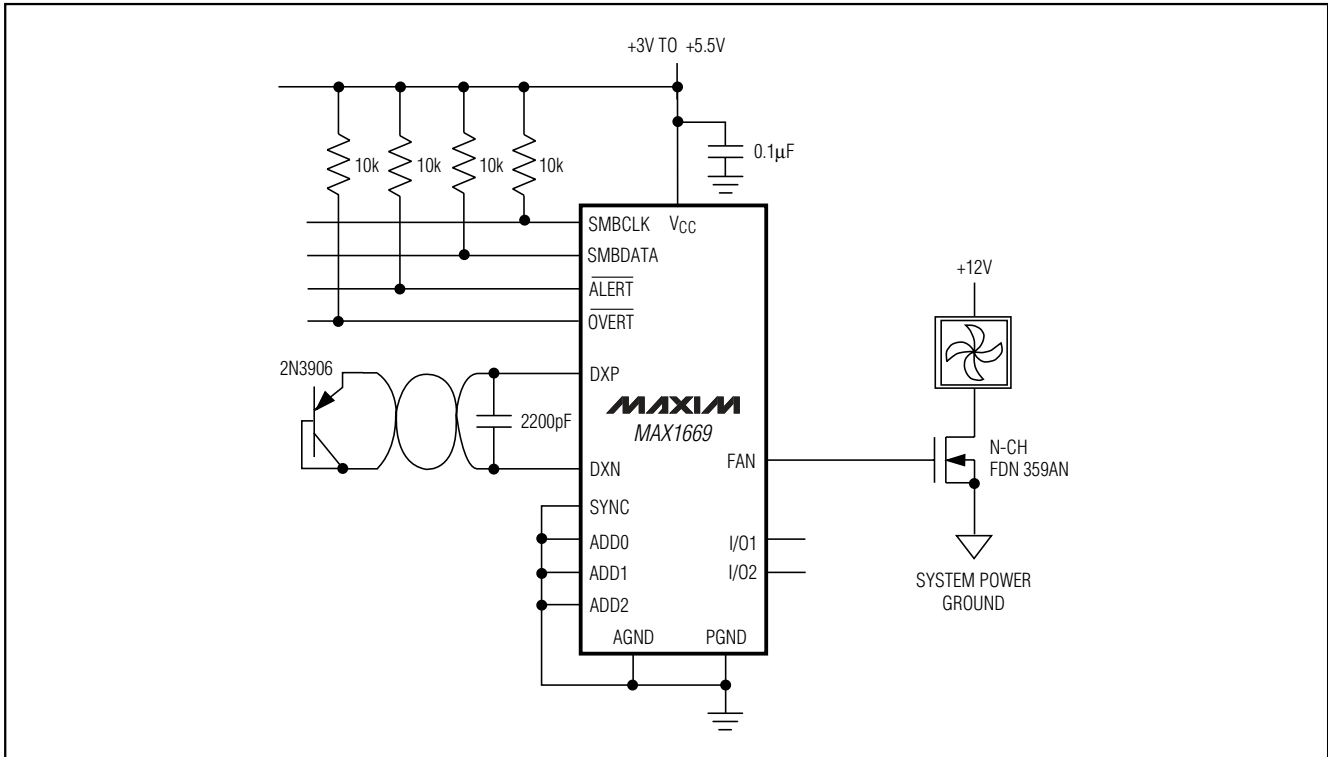 +3V TO +5.5V
10k
10k
10k
10k
0.1μF
SMBCLK
VCC
SMBDATA
ALERT
OVERT
+12V
2N3906
DXP
2200pF
MAXIM
MAX1669
DXN
FAN
N-CH
FDN 359AN
SYNC
ADD0
ADD1
ADD2
I/O1
I/O2
SYSTEM POWER
GROUND
AGND
PGND